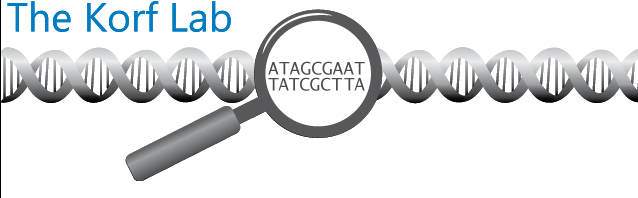 The Korf Lab
ATAGCGAAT
TATCGCTTA